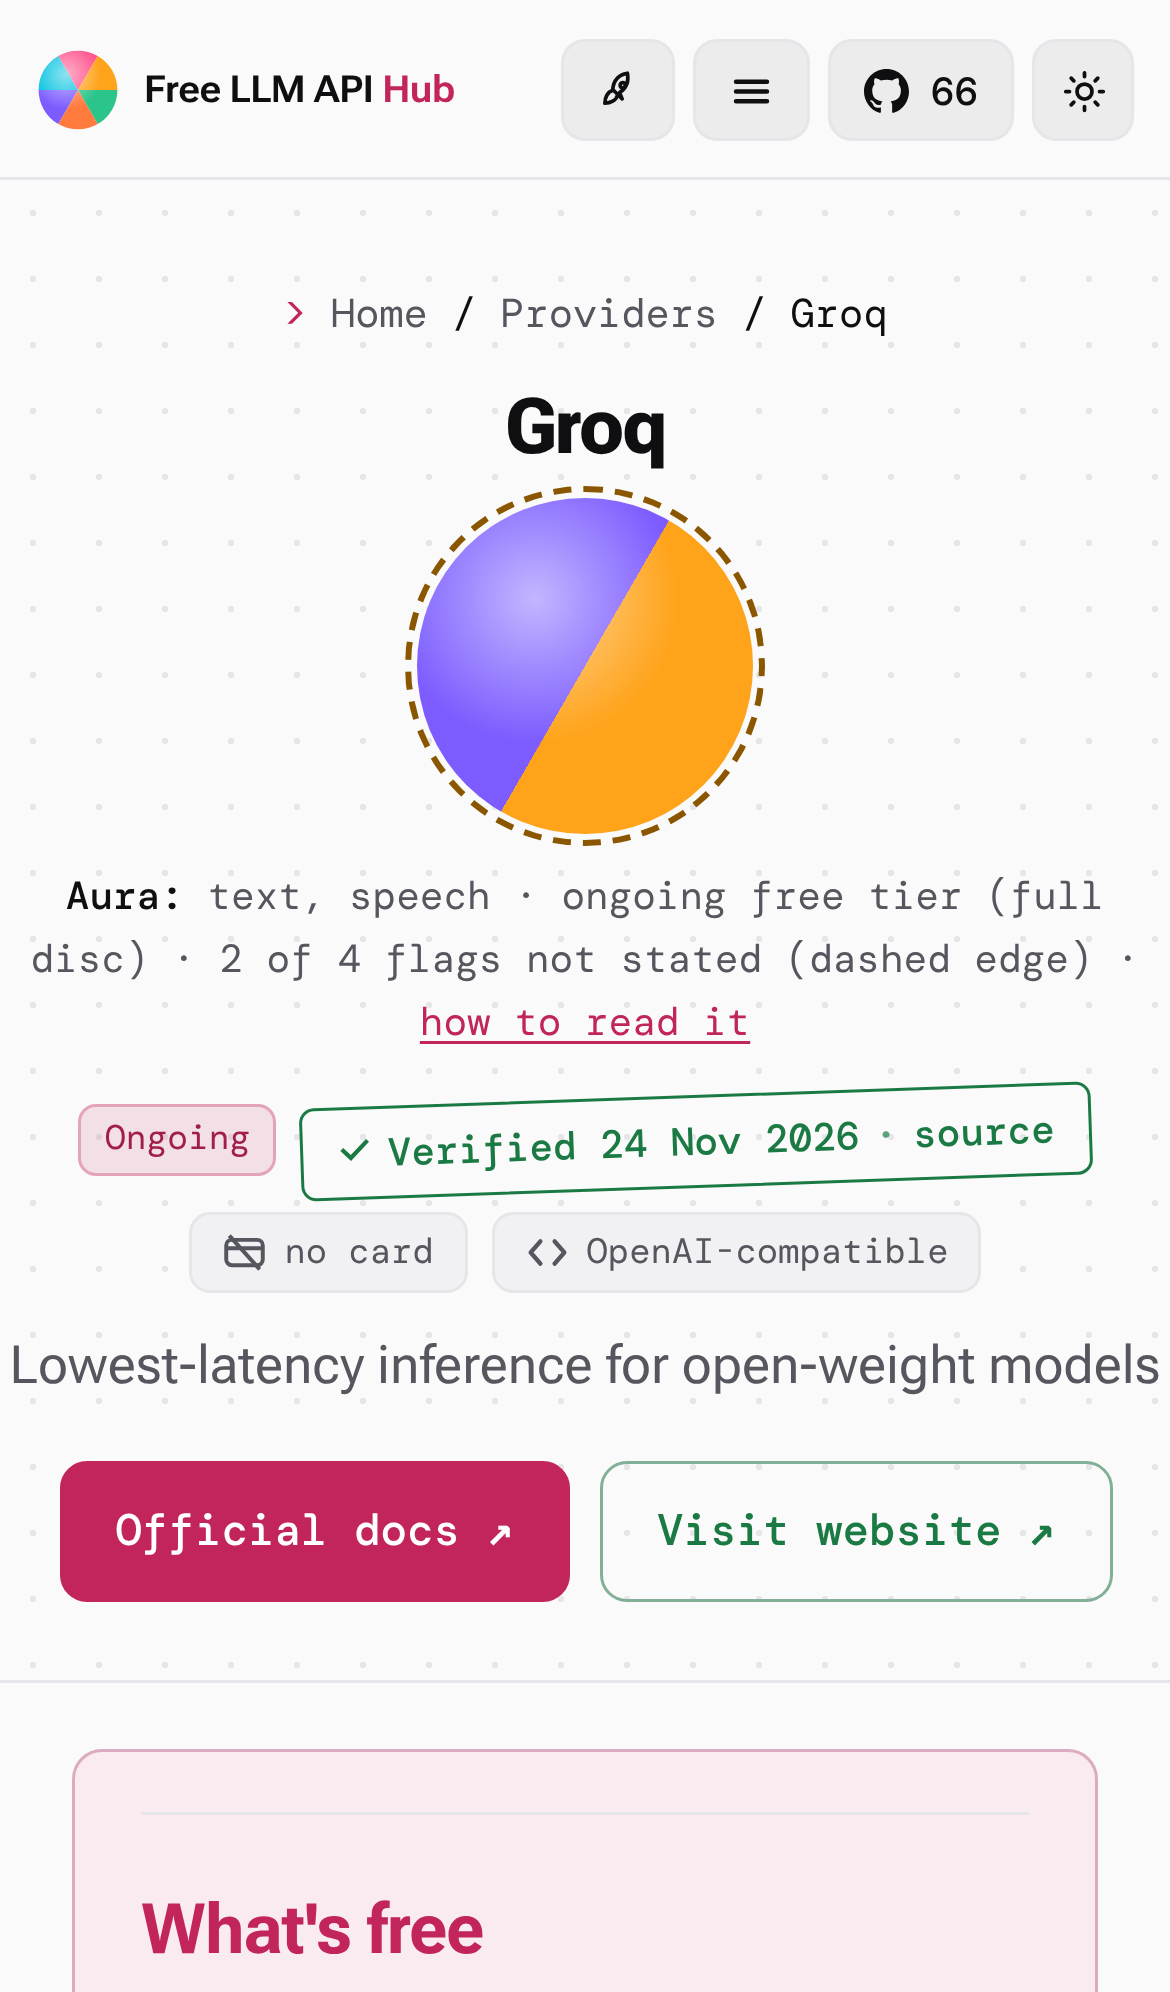 Free LLM API Hub
66
> Home / Providers / Groq
Groq
Aura: text, speech · ongoing free tier (full
disc) · 2 of 4 flags not stated (dashed edge) ·
how to read it
Ongoing
✓ Verified 24 Nov 2026 · source
no card
OpenAI-compatible
Lowest-latency inference for open-weight models
Official docs ↗
Visit website ↗
What's free